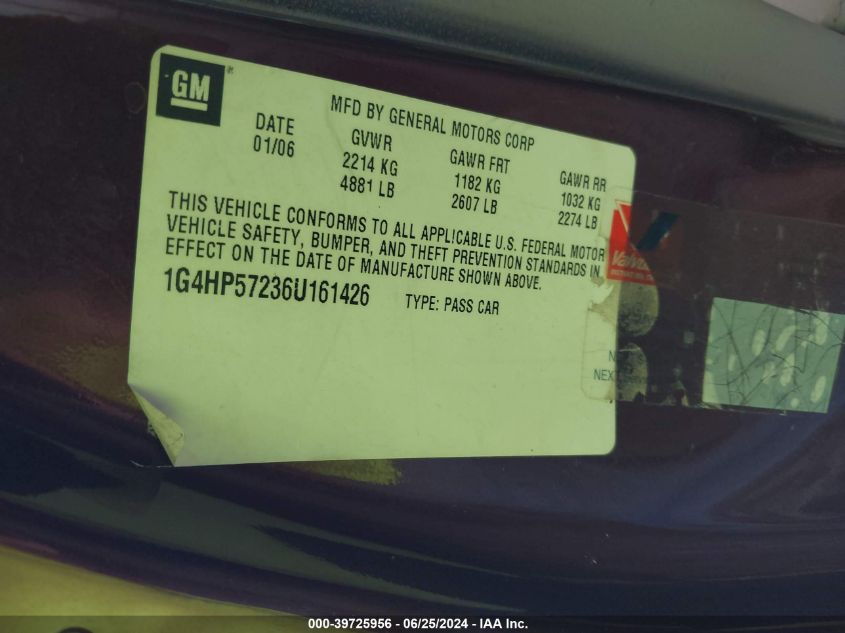 GM
MFD BY GENERAL MOTORS CORP
DATE GVWR GAWR FRT GAWR RR
01/06 2214 KG 1182 KG 1032 KG
4881 LB 2607 LB 2274 LB
THIS VEHICLE CONFORMS TO ALL APPLICABLE U.S. FEDERAL MOTOR
VEHICLE SAFETY, BUMPER, AND THEFT PREVENTION STANDARDS IN
EFFECT ON THE DATE OF MANUFACTURE SHOWN ABOVE.
1G4HP57236U161426 TYPE: PASS CAR
NEXT
000-39725956 - 06/25/2024 - IAA Inc.